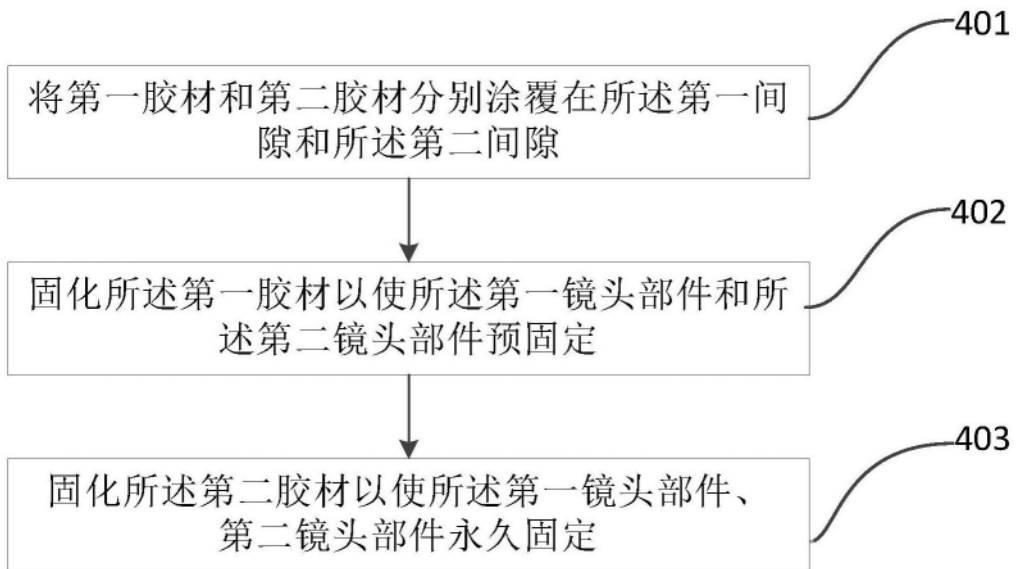 401
将第一胶材和第二胶材分别涂覆在所述第一间
隙和所述第二间隙
402
固化所述第一胶材以使所述第一镜头部件和所
述第二镜头部件预固定
403
固化所述第二胶材以使所述第一镜头部件、
第二镜头部件永久固定